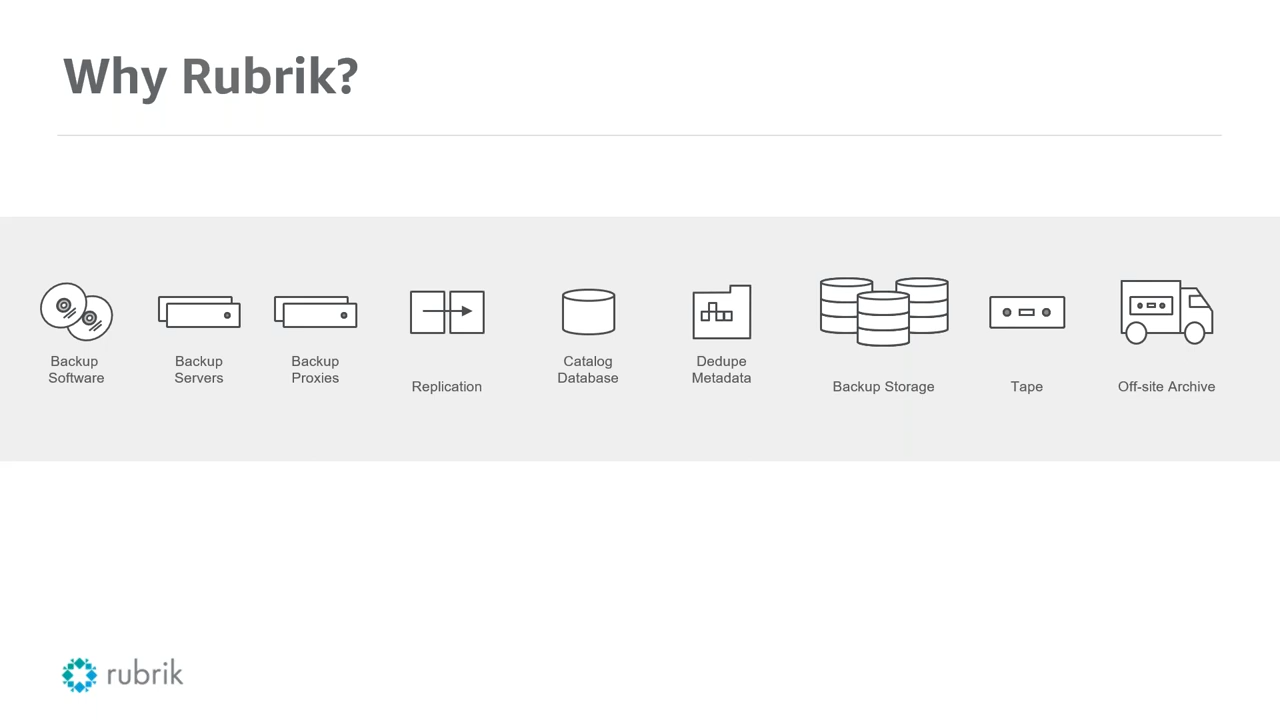 Why Rubrik?
Backup
Software
Backup
Servers
Backup
Proxies
Replication
Catalog
Database
Dedupe
Metadata
Backup Storage
Tape
Off-site Archive
rubrik